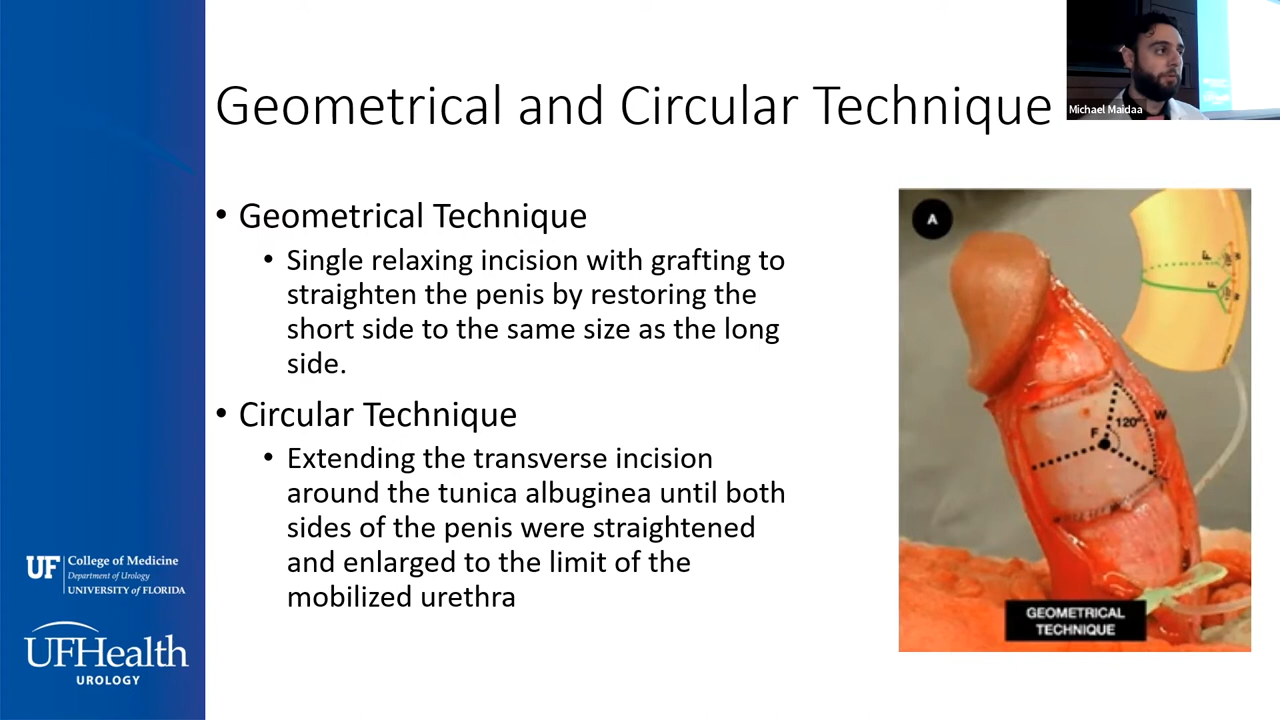 Geometrical and Circular Technique
Michael Maidaa
• Geometrical Technique
• Single relaxing incision with grafting to
straighten the penis by restoring the
short side to the same size as the long
side.
• Circular Technique
• Extending the transverse incision
around the tunica albuginea until both
sides of the penis were straightened
and enlarged to the limit of the
mobilized urethra
A
F
F
F
120°
W
GEOMETRICAL
TECHNIQUE
UF
College of Medicine
Department of Urology
UNIVERSITY of FLORIDA
UFHealth
UROLOGY